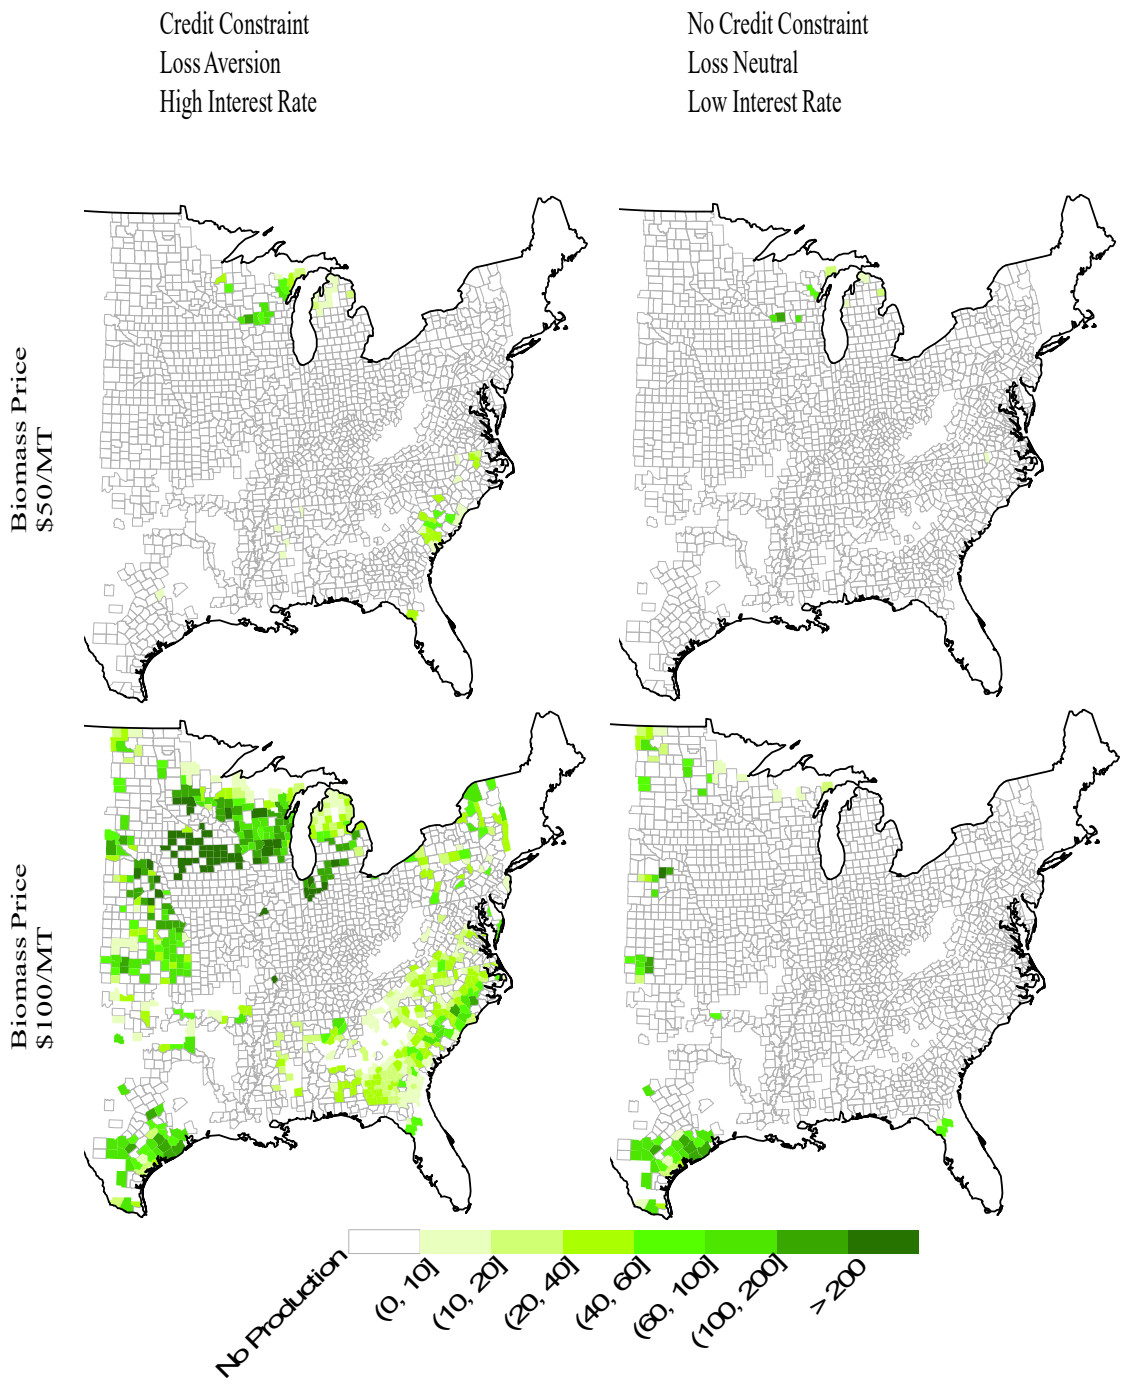 Credit Constraint
Loss Aversion
High Interest Rate
No Credit Constraint
Loss Neutral
Low Interest Rate
Biomass Price
$50/MT
Biomass Price
$100/MT
No Production
(0, 10]
(10, 20]
(20, 40]
(40, 60]
(60, 100]
(100, 200]
> 200